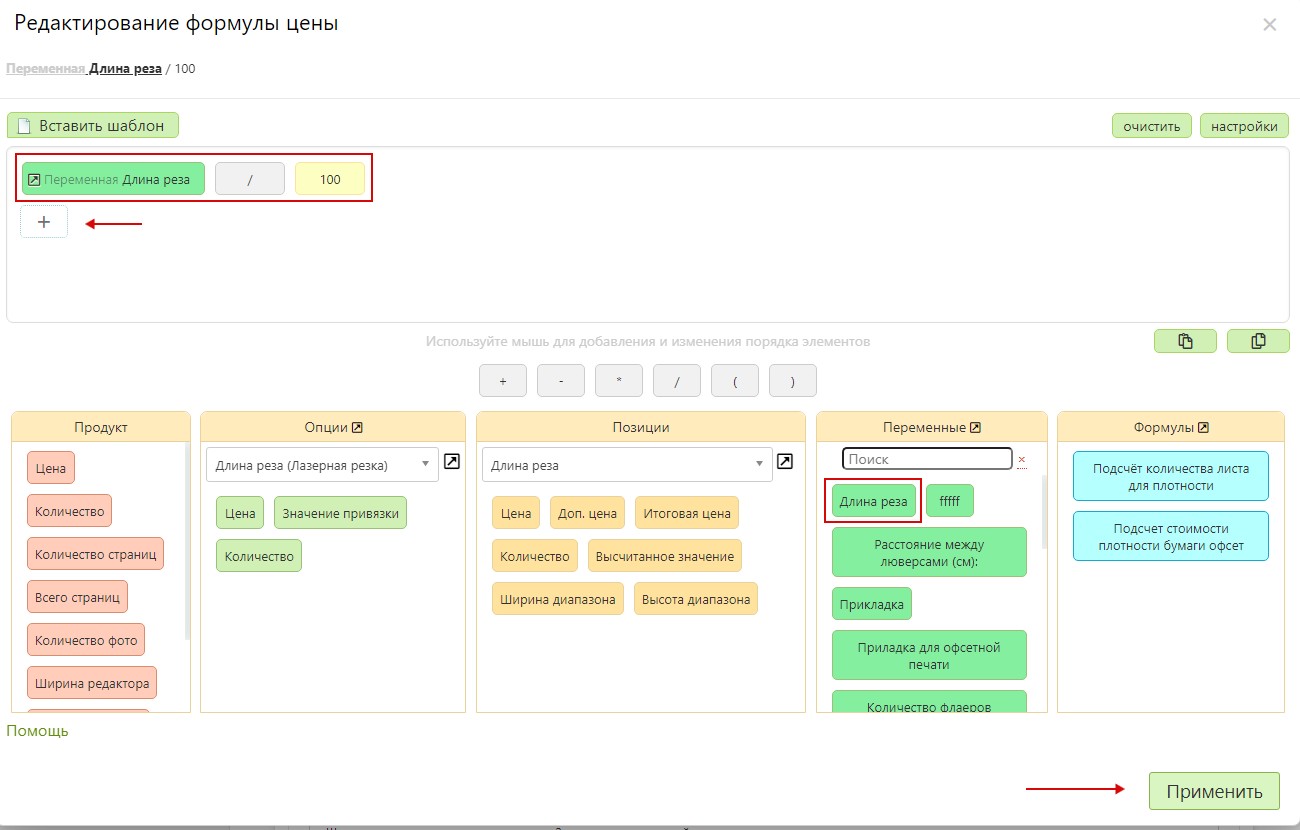 Редактирование формулы цены
×
Переменная Длина реза / 100
Вставить шаблон
очистить
настройки
Переменная Длина реза
/
100
+
Используйте мышь для добавления и изменения порядка элементов
+
-
*
/
(
)
Продукт
Цена
Количество
Количество страниц
Всего страниц
Количество фото
Ширина редактора
Опции
Длина реза (Лазерная резка)
Цена
Значение привязки
Количество
Позиции
Длина реза
Цена
Доп. цена
Итоговая цена
Количество
Высчитанное значение
Ширина диапазона
Высота диапазона
Переменные
Поиск
×
Длина реза
fffff
Расстояние между
люверсами (см):
Прикладка
Приладка для офсетной
печати
Количество флаеров
Формулы
Подсчёт количества листа
для плотности
Подсчет стоимости
плотности бумаги офсет
Помощь
Применить